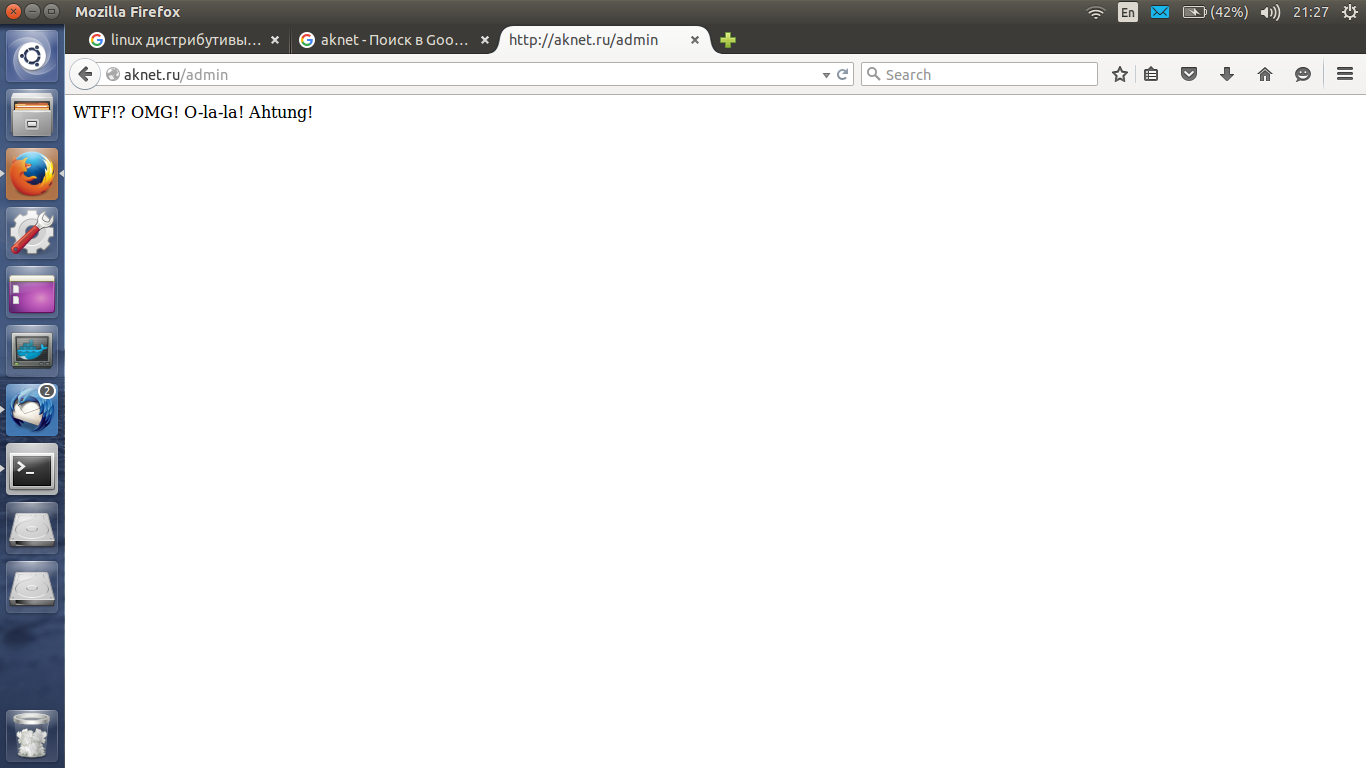 Mozilla Firefox
En
(42%)
21:27
linux дистрибутивы...
aknet - Поиск в Goo...
http://aknet.ru/admin
aknet.ru/admin
Search
WTF!? OMG! O-la-la! Ahtung!
2
>_